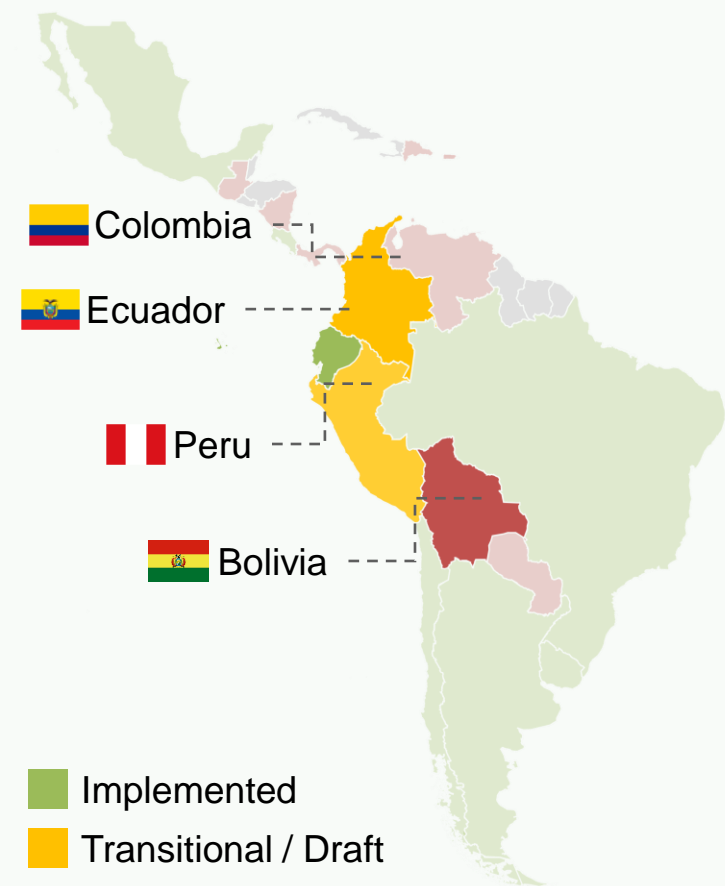 Colombia
Ecuador
Peru
Bolivia
Implemented
Transitional / Draft